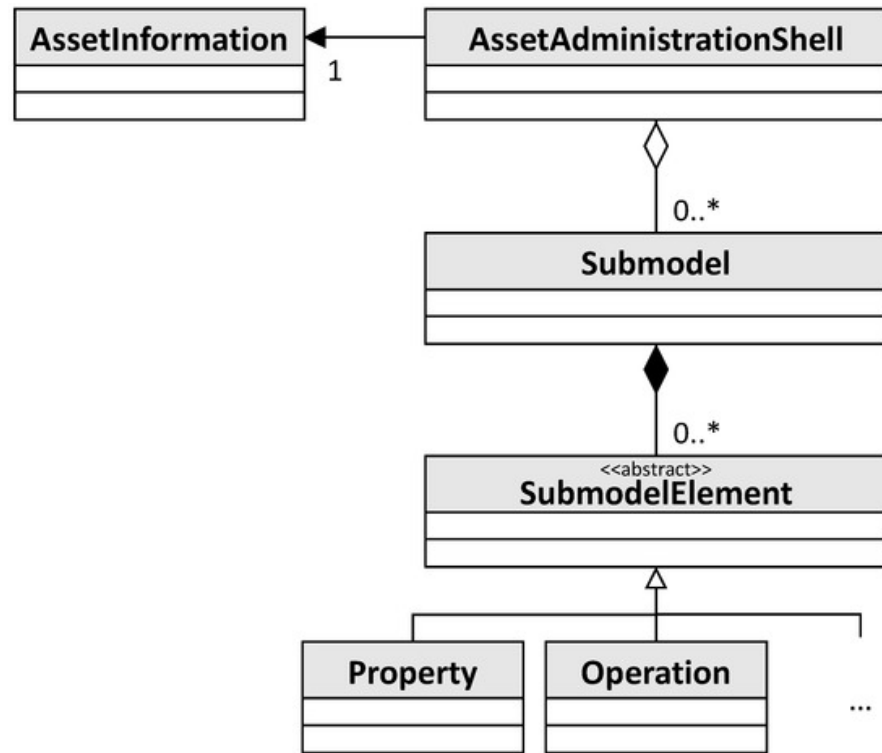 AssetInformation
AssetAdministrationShell
1
0..*
Submodel
0..*
<<abstract>>
SubmodelElement
Property
Operation
...